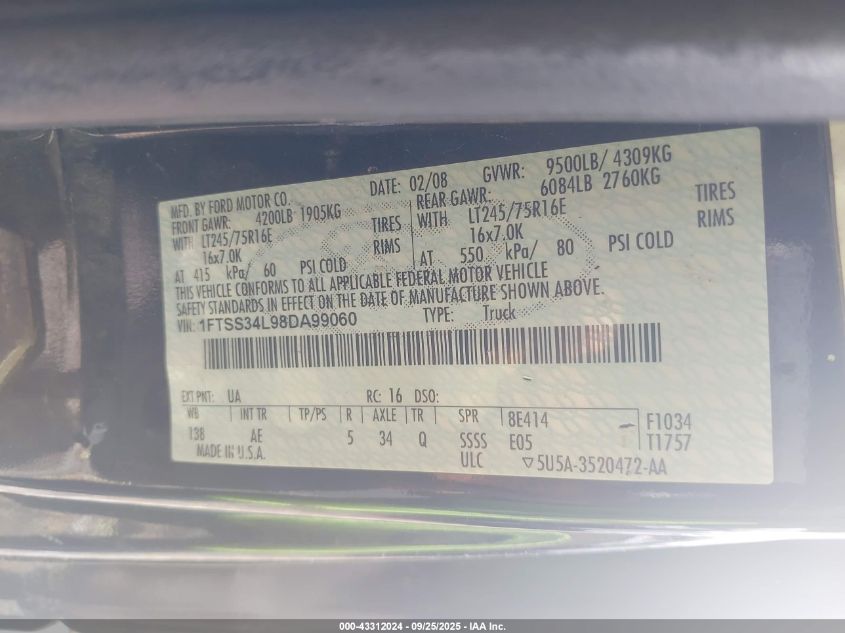 MFD. BY FORD MOTOR CO. DATE: 02/08 GVWR: 9500LB/ 4309KG
FRONT GAWR: 4200LB 1905KG REAR GAWR: 6084LB 2760KG
WITH LT245/75R16E TIRES WITH LT245/75R16E TIRES
16x7.0K RIMS 16x7.0K RIMS
AT 415 kPa/ 60 PSI COLD AT 550 kPa/ 80 PSI COLD
THIS VEHICLE CONFORMS TO ALL APPLICABLE FEDERAL MOTOR VEHICLE
SAFETY STANDARDS IN EFFECT ON THE DATE OF MANUFACTURE SHOWN ABOVE.
VIN: 1FTSS34L98DA99060 TYPE: Truck
EXT PNT: UA RC: 16 DSO:
WB INT TR TP/PS R AXLE TR SPR 8E414 F1034
138 AE 5 34 Q SSSS E05 T1757
MADE IN U.S.A. ULC ▽5U5A-3520472-AA
000-43312024 - 09/25/2025 - IAA Inc.